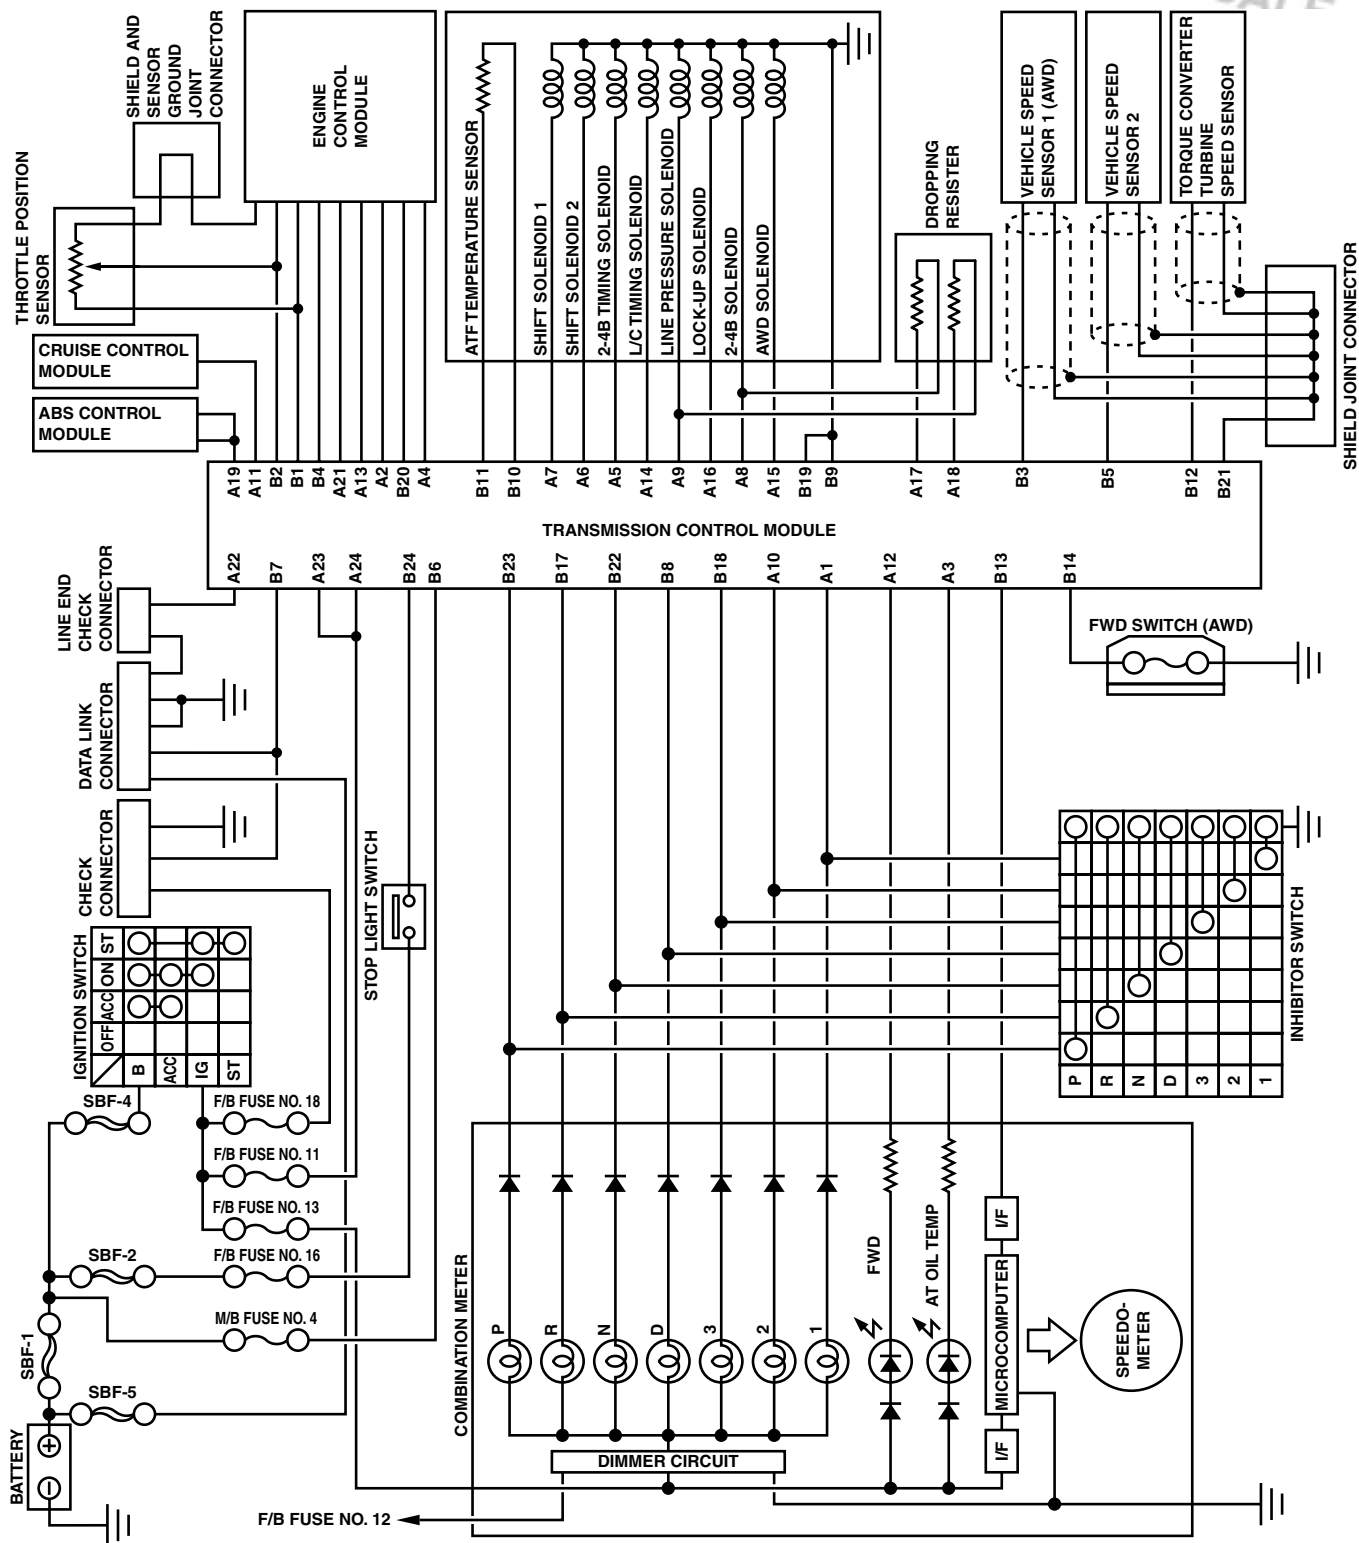 SHIELD AND
SENSOR
GROUND
JOINT
CONNECTOR
THROTTLE POSITION
SENSOR
ENGINE
CONTROL
MODULE
CRUISE CONTROL
MODULE
ABS CONTROL
MODULE
ATF TEMPERATURE SENSOR
SHIFT SOLENOID 1
SHIFT SOLENOID 2
2-4B TIMING SOLENOID
L/C TIMING SOLENOID
LINE PRESSURE SOLENOID
LOCK-UP SOLENOID
2-4B SOLENOID
AWD SOLENOID
DROPPING
RESISTER
VEHICLE SPEED
SENSOR 1 (AWD)
VEHICLE SPEED
SENSOR 2
TORQUE CONVERTER
TURBINE
SPEED SENSOR
SHIELD JOINT CONNECTOR
A19
A11
B2
B1
B4
A21
A13
A2
B20
A4
B11
B10
A7
A6
A5
A14
A9
A16
A8
A15
B19
B9
A17
A18
B3
B5
B12
B21
TRANSMISSION CONTROL MODULE
A22
B7
A23
A24
B24
B6
B23
B17
B22
B8
B18
A10
A1
A12
A3
B13
B14
LINE END
CHECK
CONNECTOR
DATA LINK
CONNECTOR
CHECK
CONNECTOR
FWD SWITCH (AWD)
STOP LIGHT SWITCH
IGNITION SWITCH
OFF
ACC
ON
ST
B
ACC
IG
ST
INHIBITOR SWITCH
P
R
N
D
3
2
1
SBF-4
F/B FUSE NO. 18
F/B FUSE NO. 11
F/B FUSE NO. 13
SBF-2
F/B FUSE NO. 16
M/B FUSE NO. 4
SBF-1
SBF-5
BATTERY
+
−
COMBINATION METER
P
R
N
D
3
2
1
FWD
AT OIL TEMP
I/F
MICROCOMPUTER
I/F
SPEEDO-
METER
DIMMER CIRCUIT
F/B FUSE NO. 12